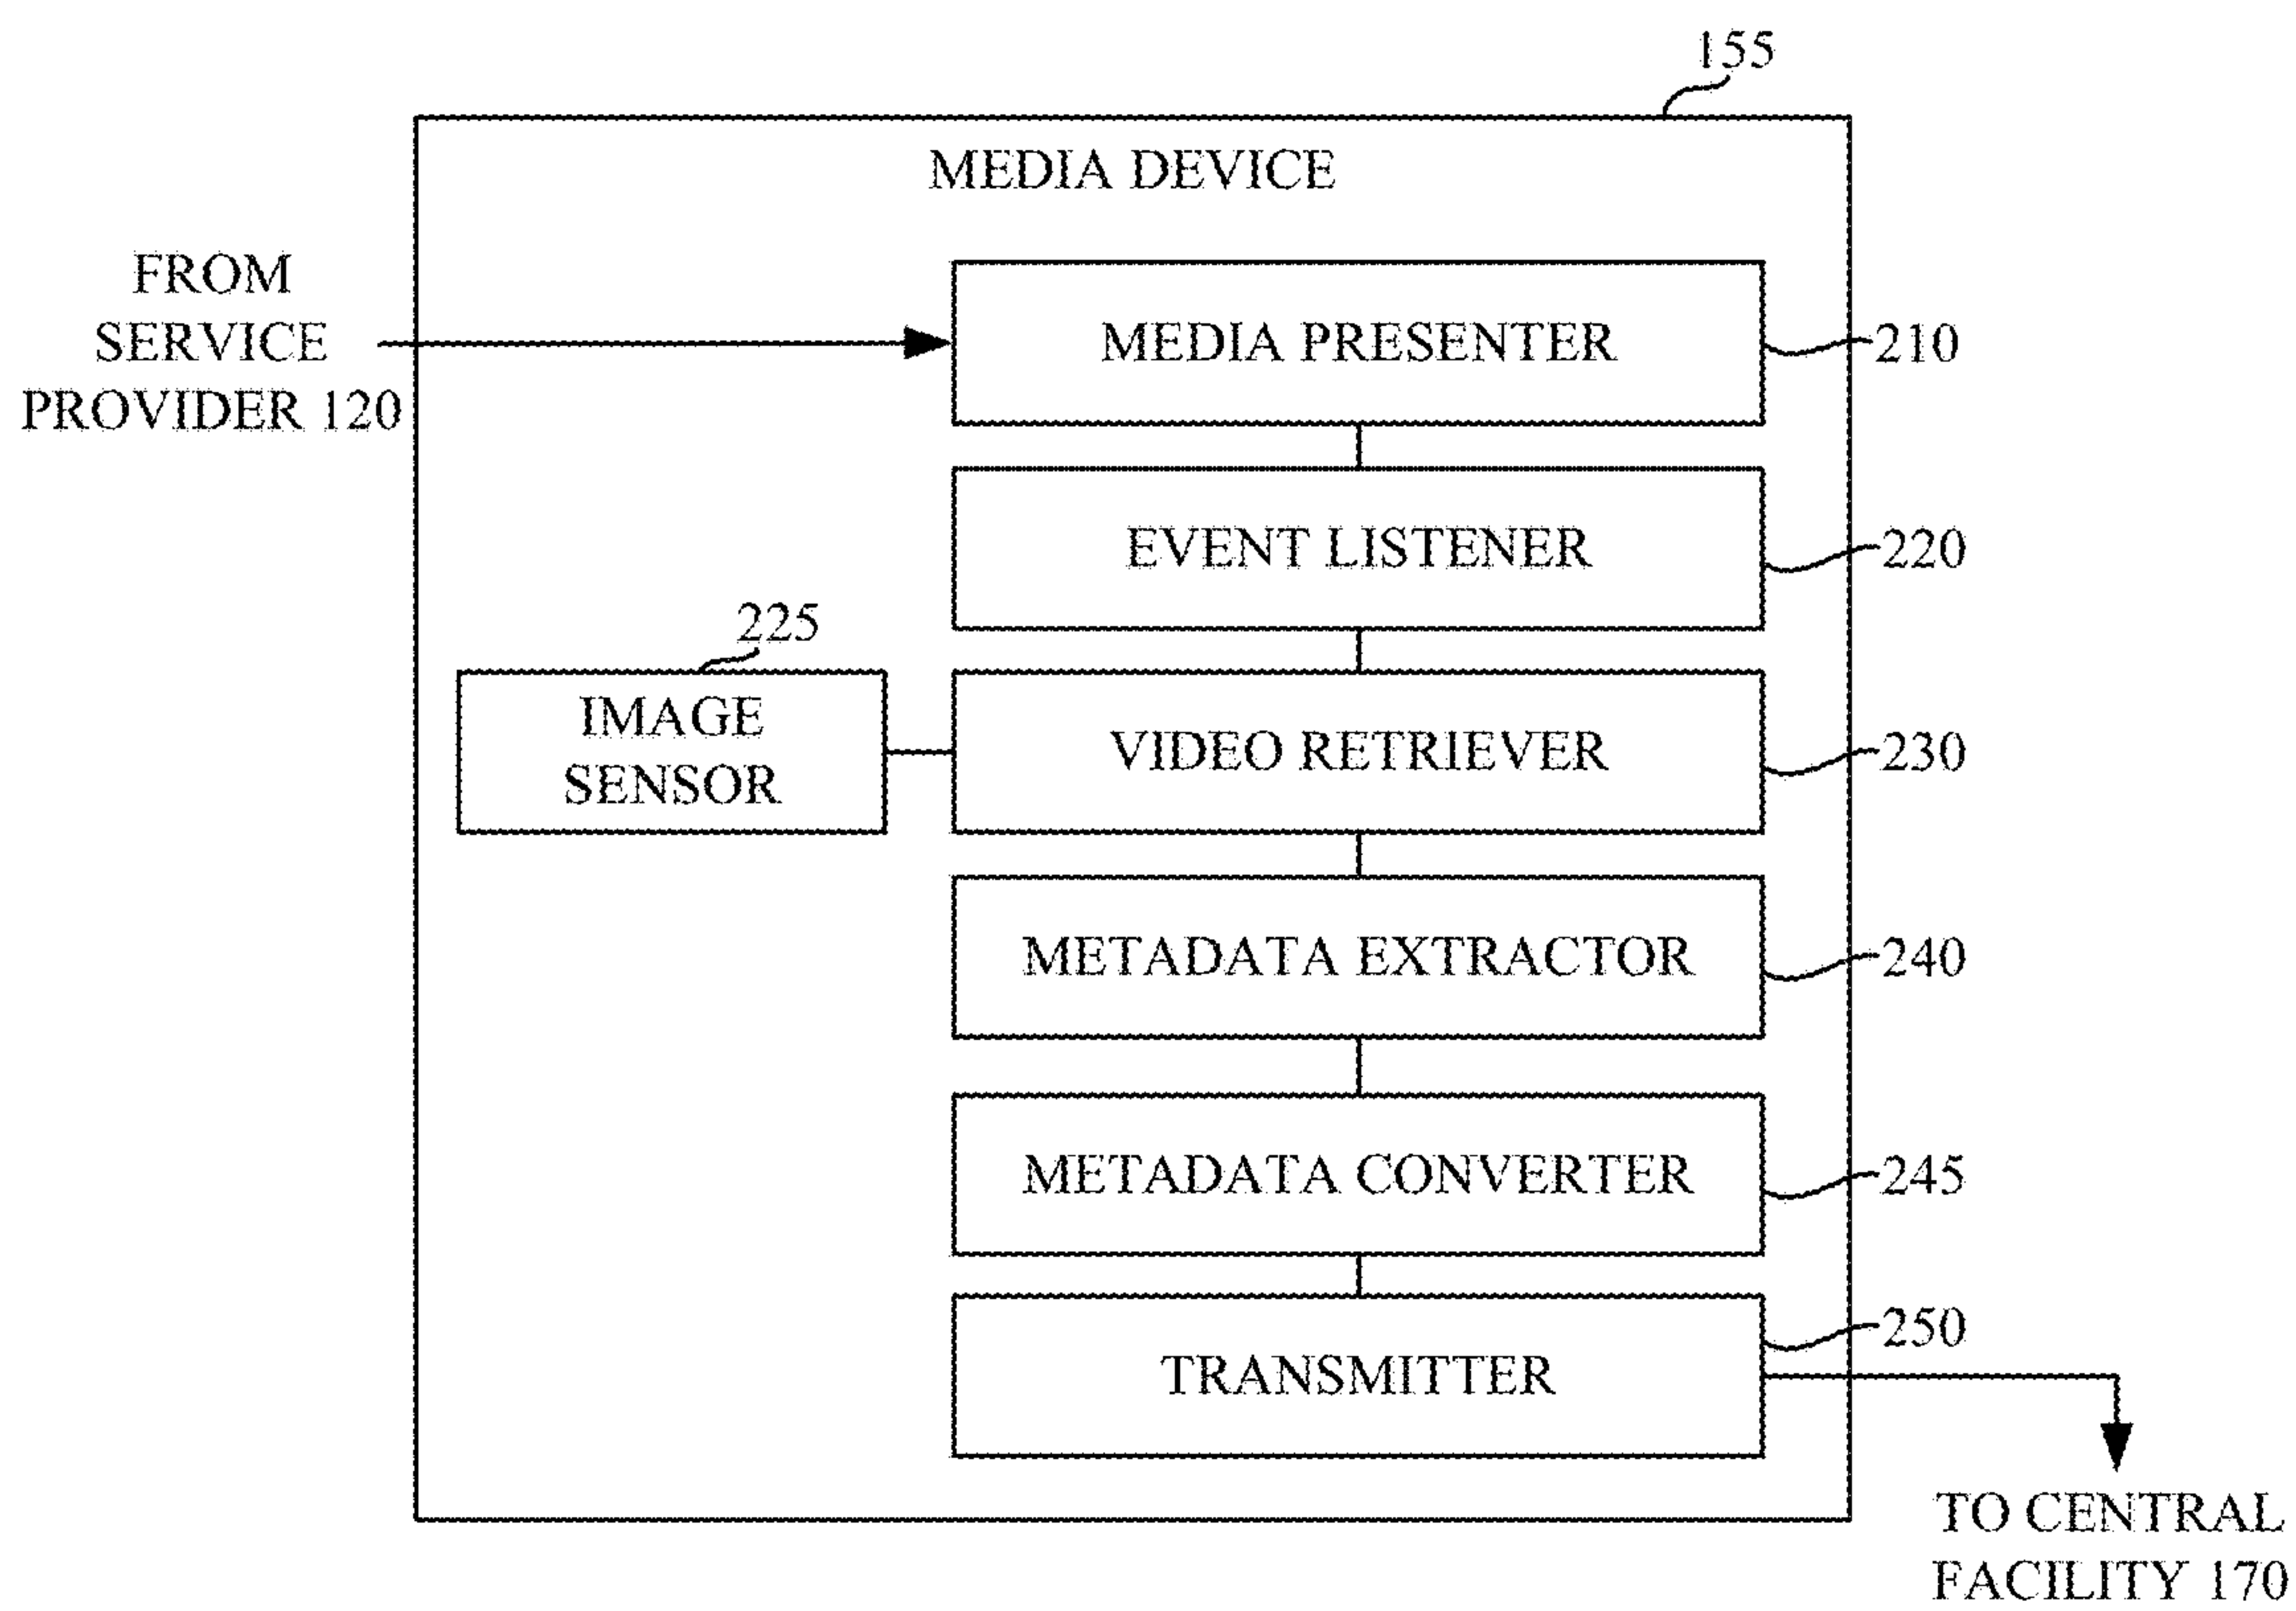 155
MEDIA DEVICE
FROM
SERVICE
PROVIDER 120
MEDIA PRESENTER
210
EVENT LISTENER
220
225
IMAGE
SENSOR
VIDEO RETRIEVER
230
METADATA EXTRACTOR
240
METADATA CONVERTER
245
TRANSMITTER
250
TO CENTRAL
FACILITY 170